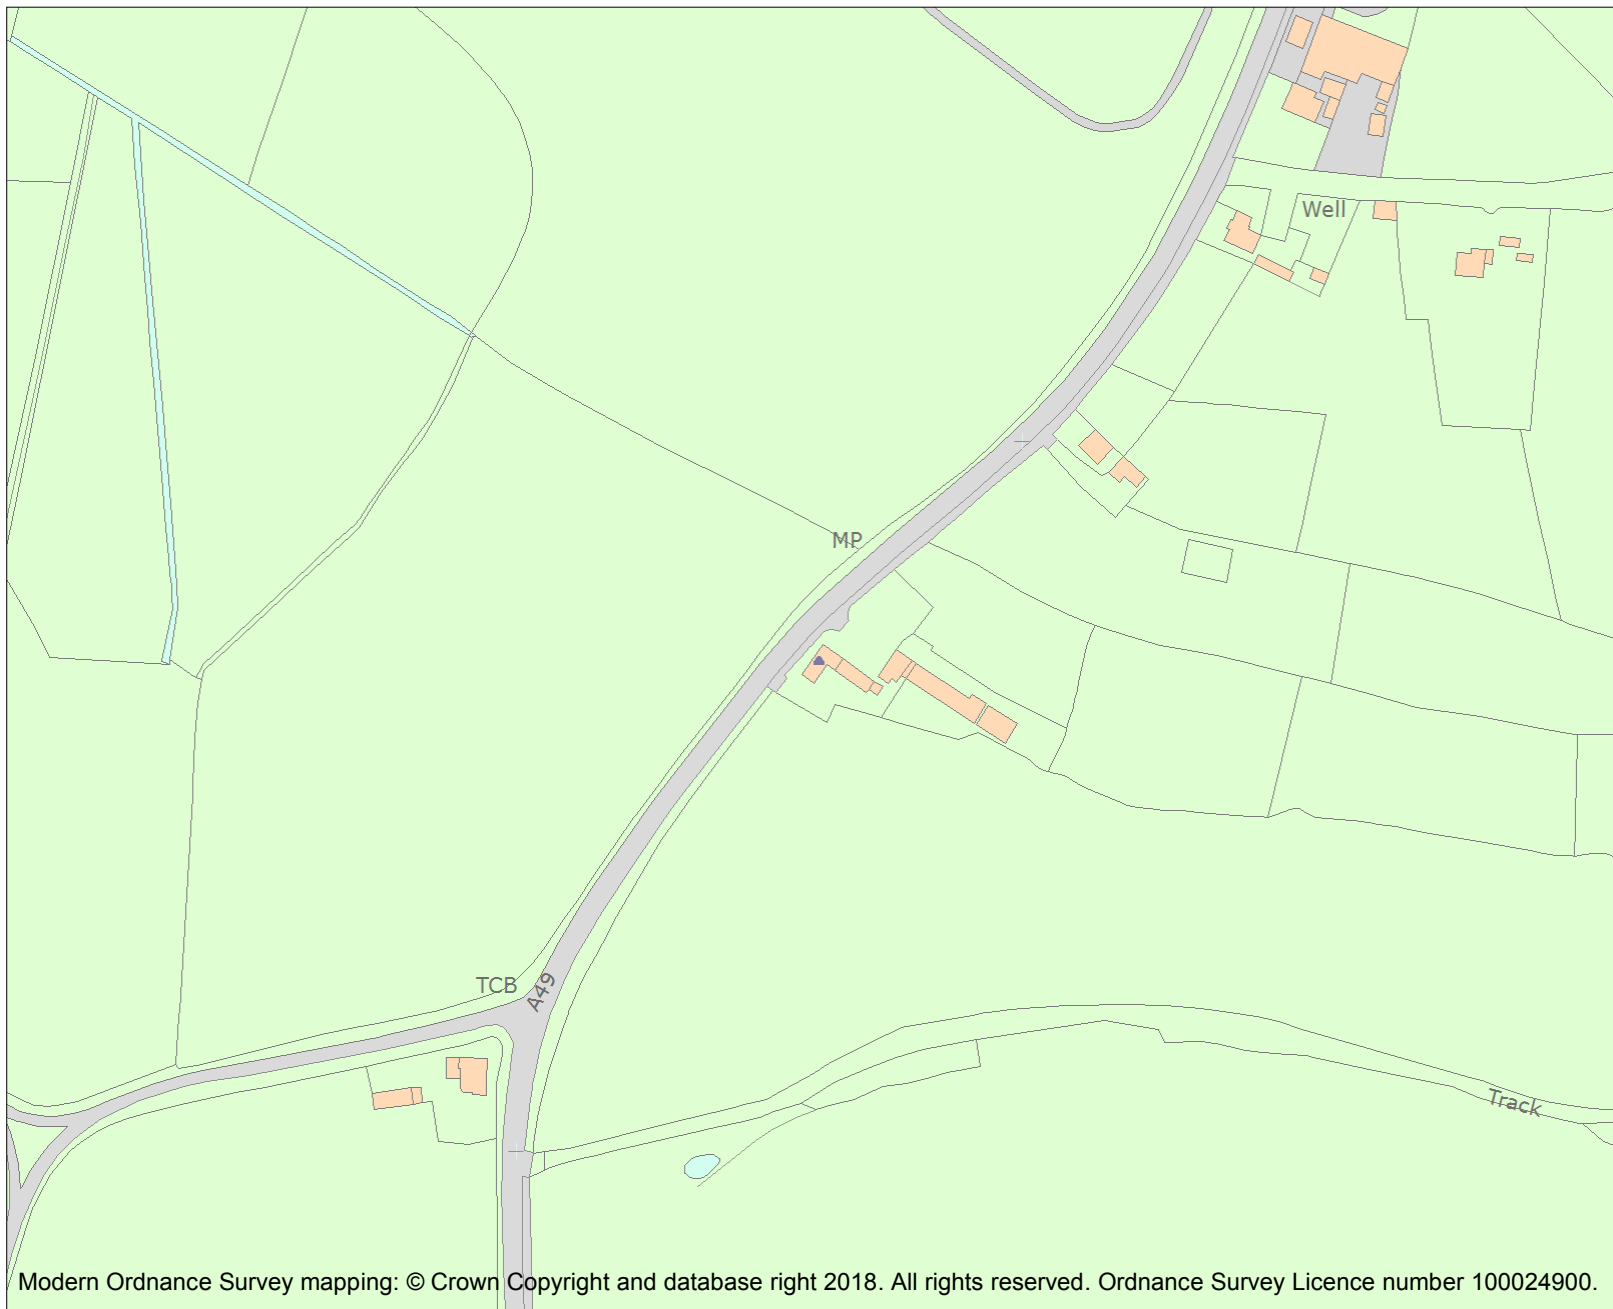 Well
MP
TCB
A49
Track
Modern Ordnance Survey mapping: © Crown Copyright and database right 2018. All rights reserved. Ordnance Survey Licence number 100024900.